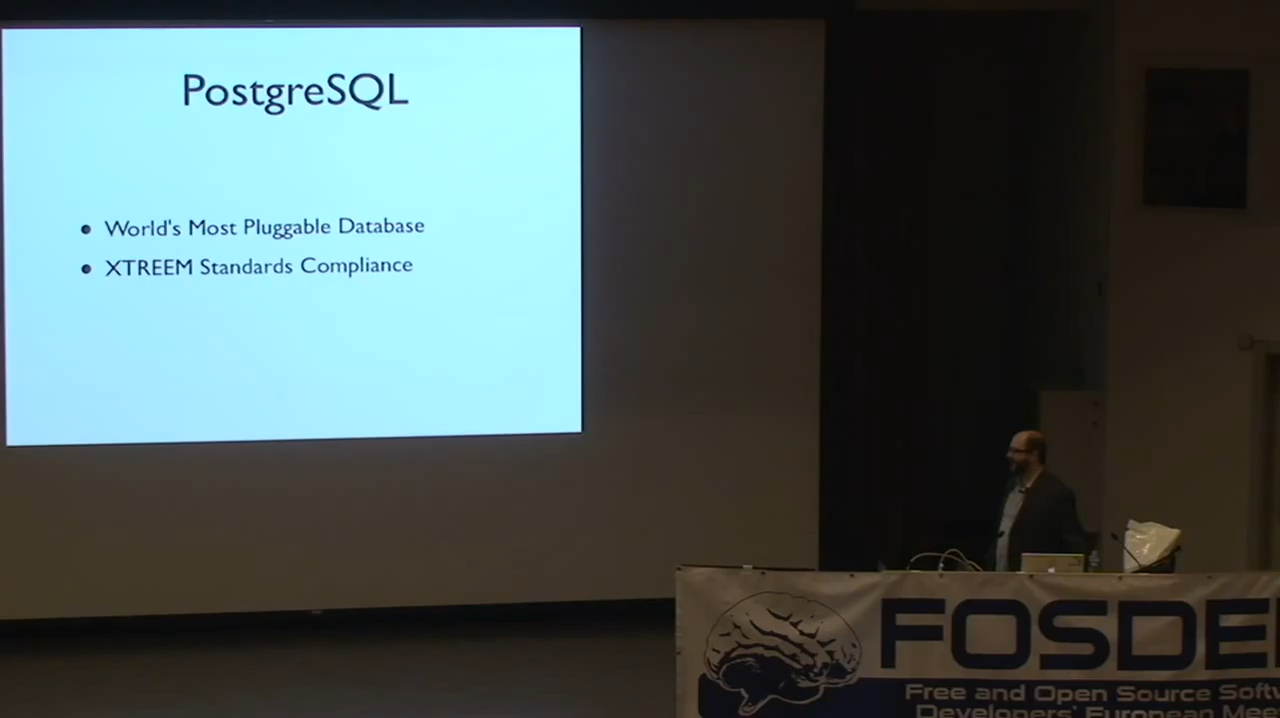 PostgreSQL
World's Most Pluggable Database
XTREEM Standards Compliance
FOSDE
Free and Open Source Softw
Developers' European Mee